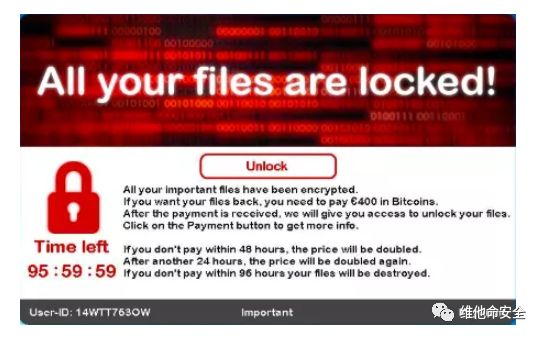 All your files are locked!
Unlock
All your important files have been encrypted.
If you want your files back, you need to pay €400 in Bitcoins.
After the payment is received, we will give you access to unlock your files.
Click on the Payment button to get more info.
Time left
95 : 59 : 59
If you don't pay within 48 hours, the price will be doubled.
After another 24 hours, the price will be doubled again.
If you don't pay within 96 hours your files will be destroyed.
User-ID: 14WTT763OW
Important
维他命安全